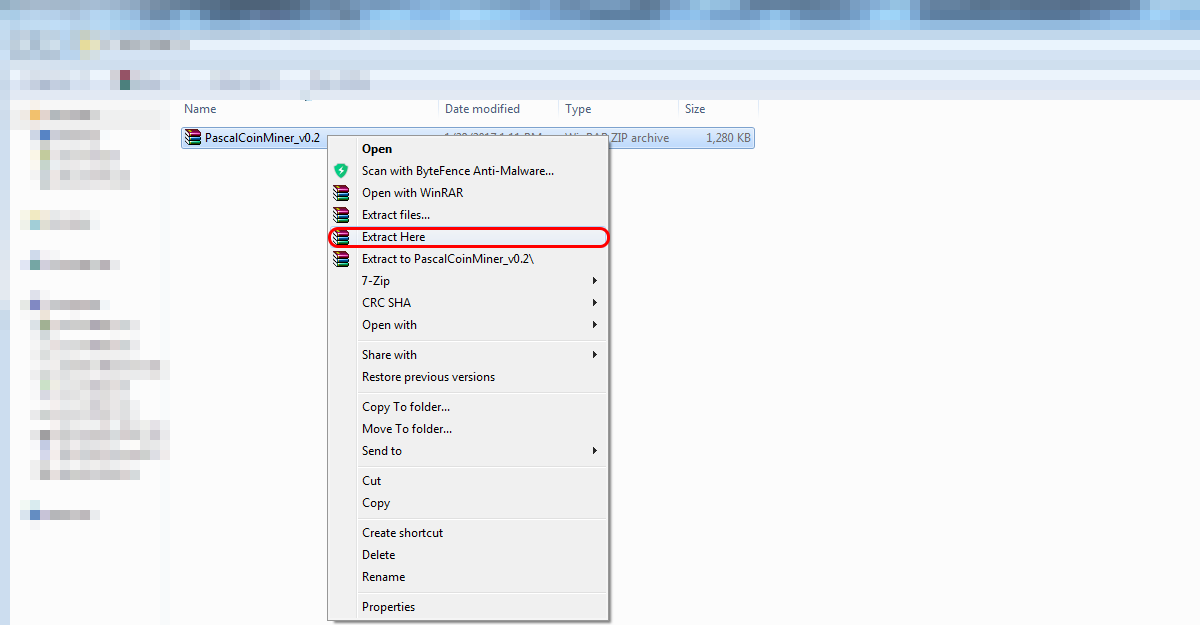 Name Date modified Type Size
PascalCoinMiner_v0.2 ZIP archive 1,280 KB
Open
Scan with ByteFence Anti-Malware...
Open with WinRAR
Extract files...
Extract Here
Extract to PascalCoinMiner_v0.2\
7-Zip
CRC SHA
Open with
Share with
Restore previous versions
Copy To folder...
Move To folder...
Send to
Cut
Copy
Create shortcut
Delete
Rename
Properties